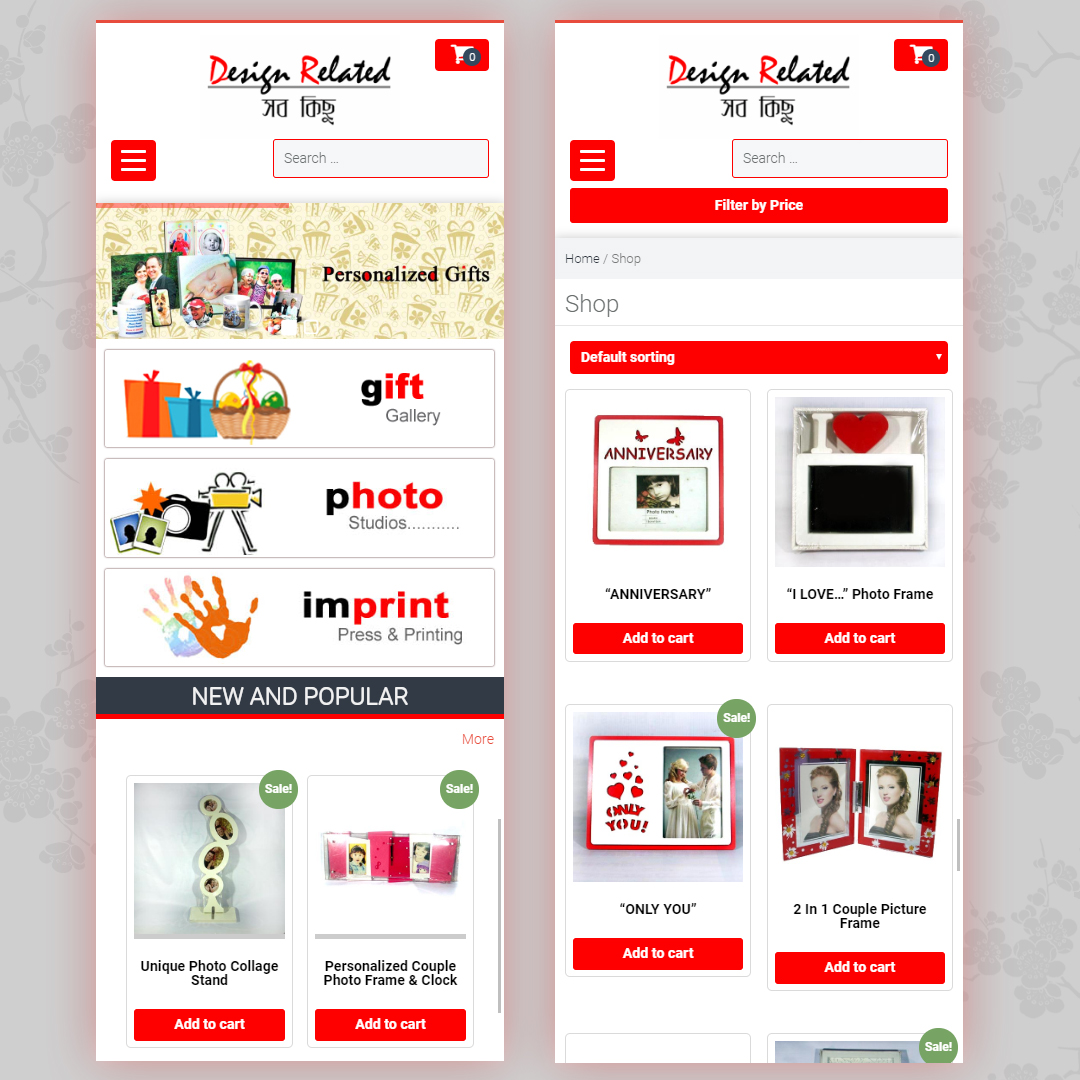 Design Related
সব কিছু
0
Search ...
Personalized Gifts
gift
Gallery
photo
Studios...........
imprint
Press & Printing
NEW AND POPULAR
More
Sale!
Sale!
Unique Photo Collage
Stand
Personalized Couple
Photo Frame & Clock
Add to cart
Add to cart
Design Related
সব কিছু
0
Search ...
Filter by Price
Home / Shop
Shop
Default sorting
ANNIVERSARY
Photo frame
I
“ANNIVERSARY”
“I LOVE…” Photo Frame
Add to cart
Add to cart
Sale!
ONLY
YOU!
“ONLY YOU”
2 In 1 Couple Picture
Frame
Add to cart
Add to cart
Sale!